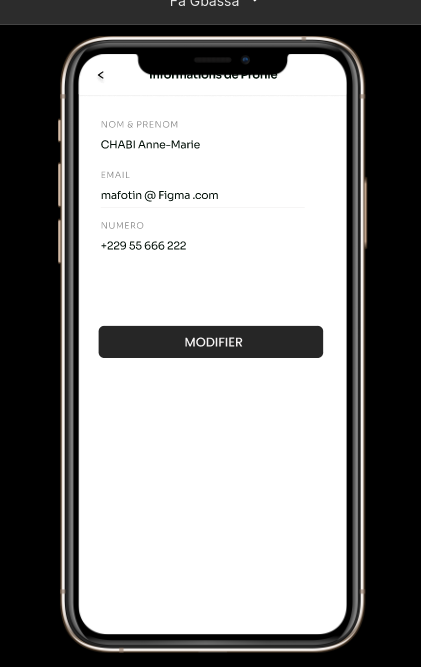 Fa Gbassa
<
Informations de Profile
NOM & PRENOM
CHABI Anne-Marie
EMAIL
mafotin @ Figma .com
NUMERO
+229 55 666 222
MODIFIER